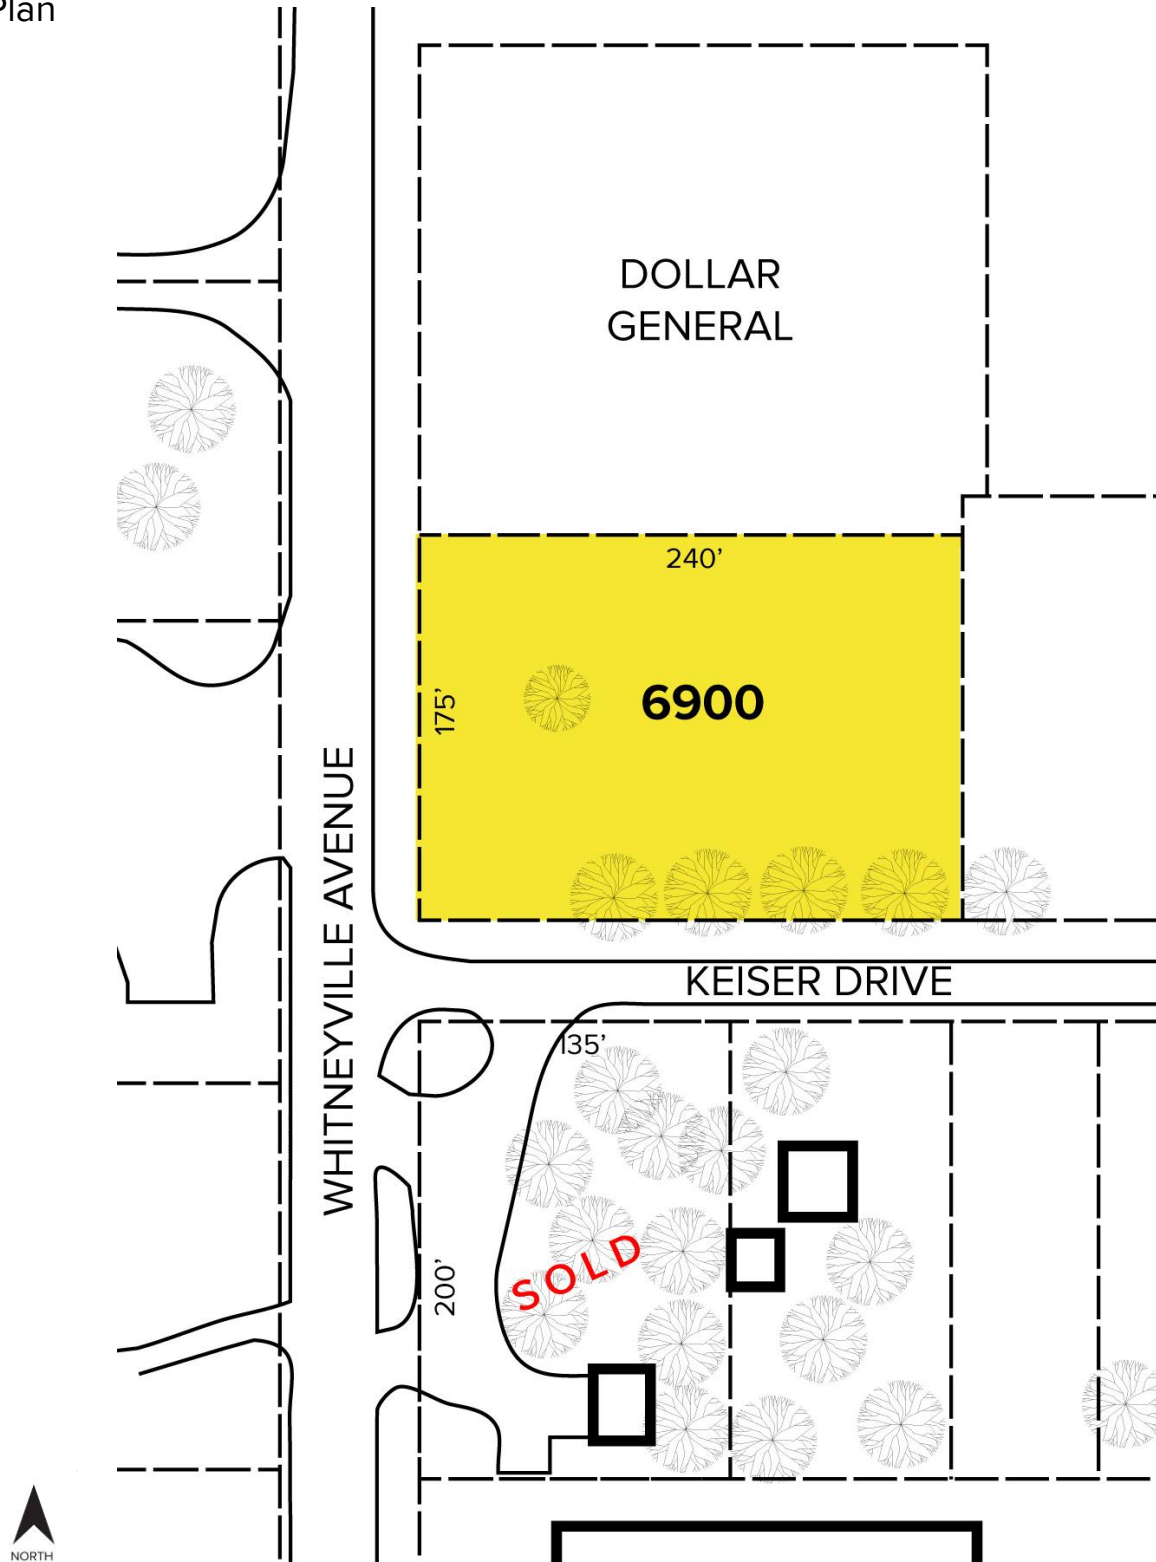 Plan
DOLLAR
GENERAL
240’
175’
6900
WHITNEYVILLE AVENUE
KEISER DRIVE
135’
SOLD
200’
NORTH